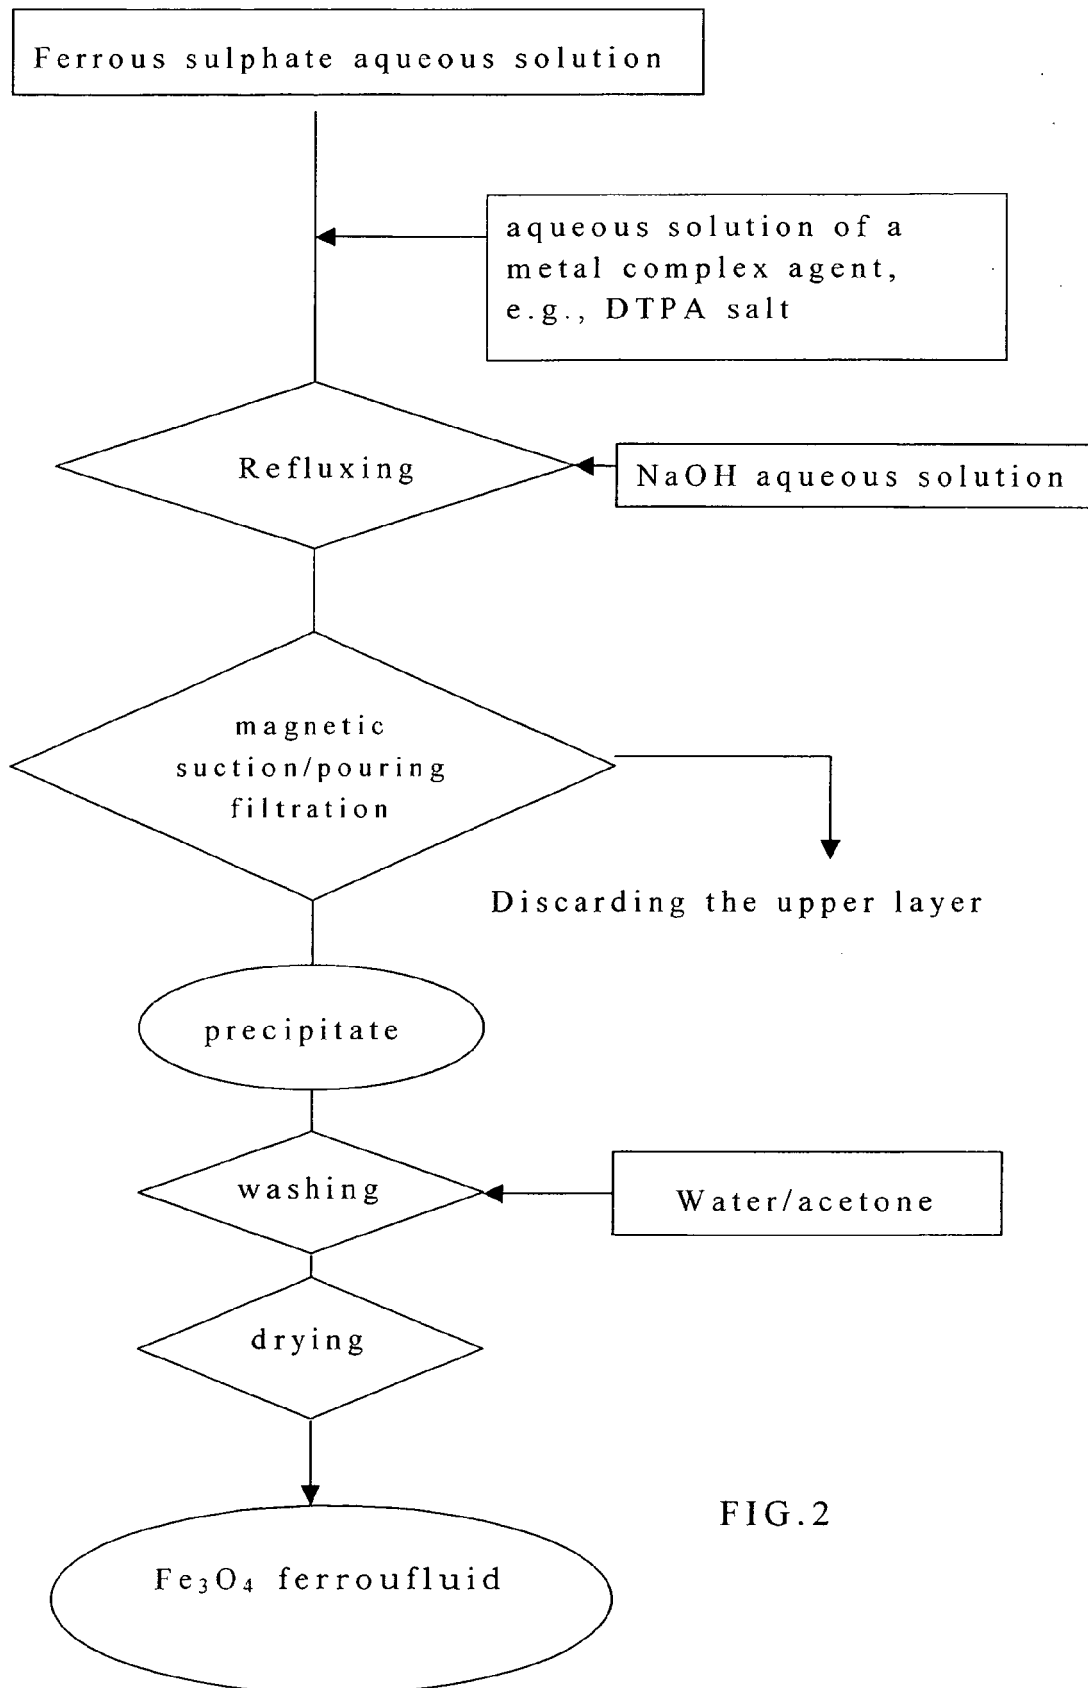 Ferrous sulphate aqueous solution
aqueous solution of a
metal complex agent,
e.g., DTPA salt
Refluxing
NaOH aqueous solution
magnetic
suction/pouring
filtration
Discarding the upper layer
precipitate
washing
Water/acetone
drying
FIG.2
Fe₃O₄ ferroufluid